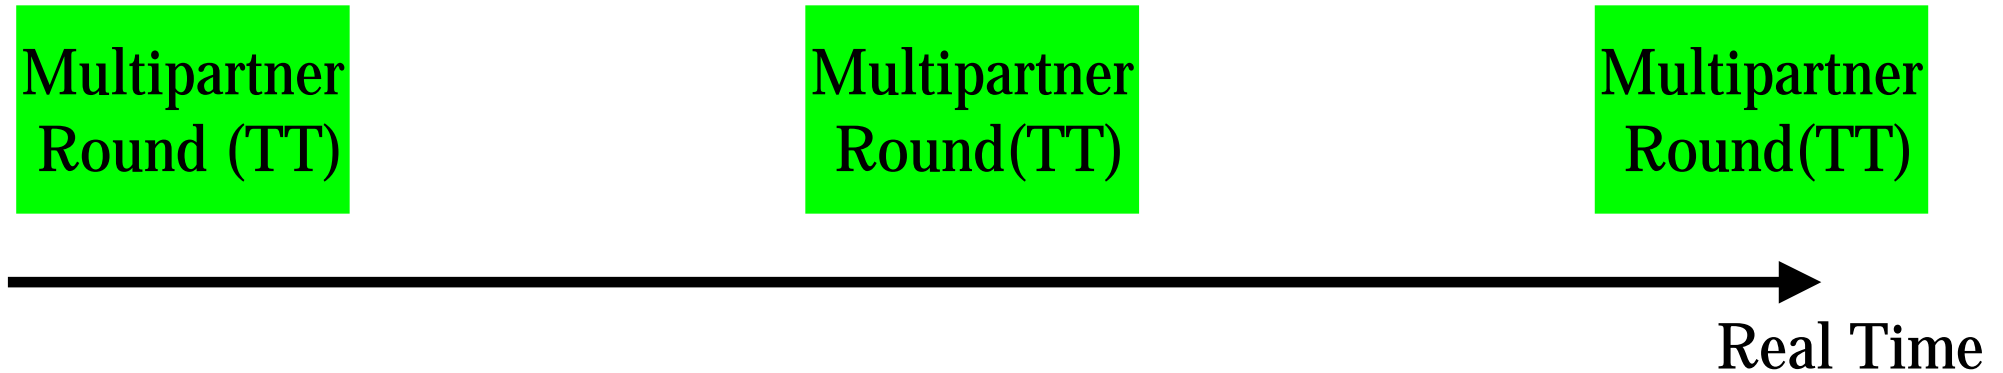 Multipartner
Round (TT)
Multipartner
Round(TT)
Multipartner
Round(TT)
Real Time